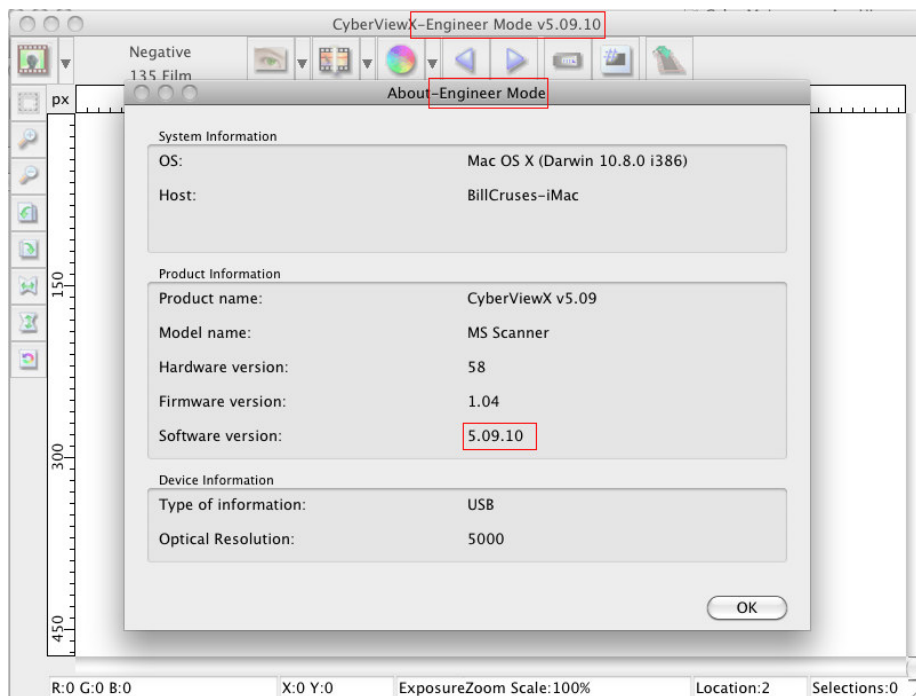 CyberViewX-Engineer Mode v5.09.10
Negative
135 Film
px
About-Engineer Mode
System Information
OS: Mac OS X (Darwin 10.8.0 i386)
Host: BillCruses-iMac
Product Information
Product name: CyberViewX v5.09
Model name: MS Scanner
Hardware version: 58
Firmware version: 1.04
Software version: 5.09.10
Device Information
Type of information: USB
Optical Resolution: 5000
OK
150
300
450
R:0 G:0 B:0 X:0 Y:0 ExposureZoom Scale:100% Location:2 Selections:0